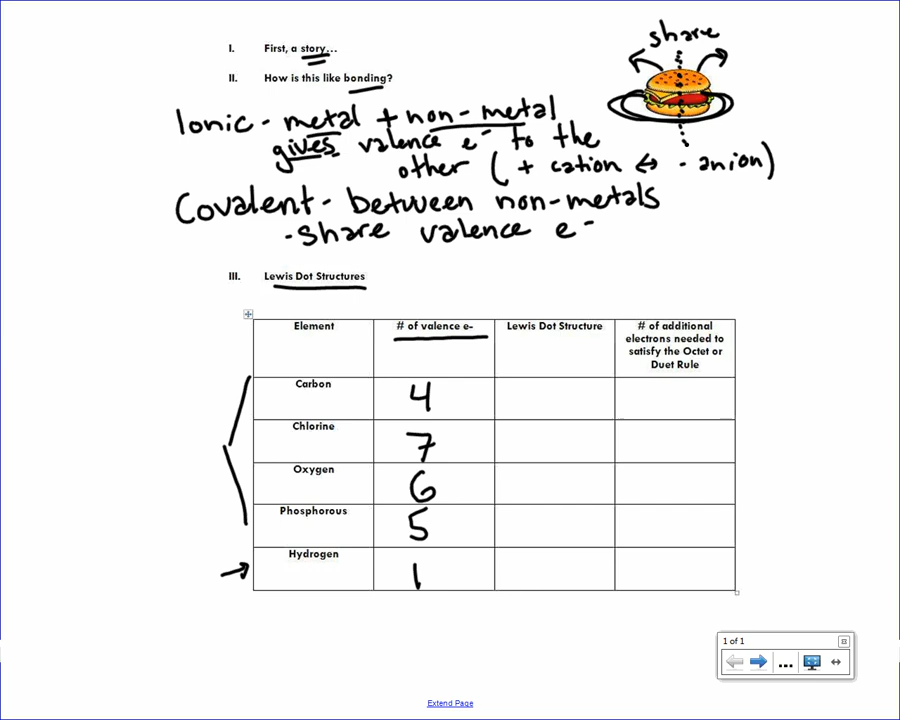 share
I. First, a story...
II. How is this like bonding?
Ionic - metal + non-metal
gives valence e⁻ to the
other ( + cation ↔ - anion)
Covalent - between non-metals
- share valence e⁻
III. Lewis Dot Structures
Element # of valence e- Lewis Dot Structure # of additional electrons needed to satisfy the Octet or Duet Rule
Carbon 4
Chlorine 7
Oxygen 6
Phosphorous 5
Hydrogen 1
1 of 1
...
Extend Page